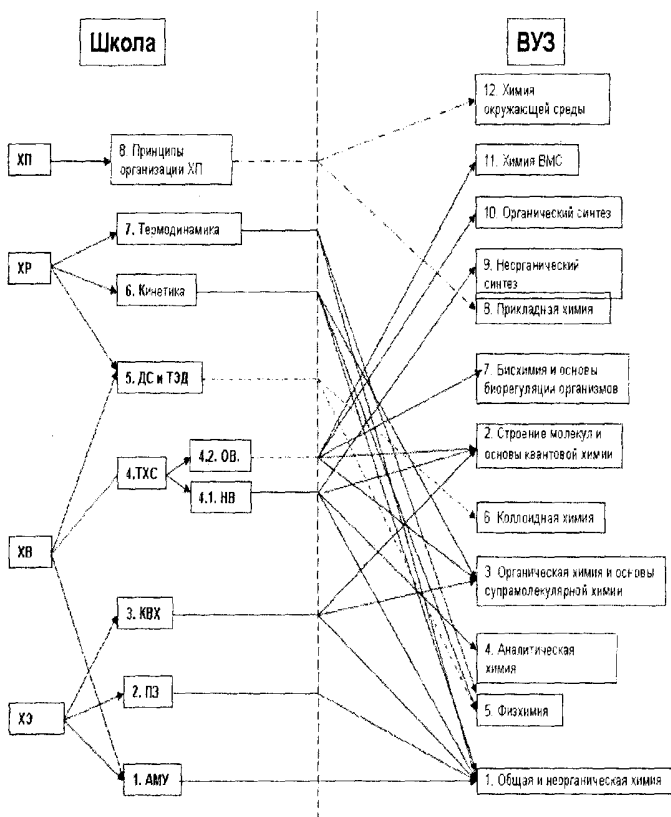 Школа
ВУЗ
12. Химия
окружающей среды
ХП
8. Принципы
организации ХП
11. Химия ВМС
10. Органический синтез
7. Термодинамика
ХР
9. Неорганический
синтез
6. Кинетика
8. Прикладная химия
5. ДС и ТЭД
7. Биохимия и основы
биорегуляции организмов
4.2. ОВ.
2. Строение молекул и
основы квантовой химии
4.ТХС
4.1. НВ
6 Коллоидная химия
ХВ
3 Органическая химия и основы
супрамолекулярной химии
3. КВХ
4. Аналитическая
химия
2. ПЗ
5. Физхимия
ХЭ
1. АМУ
1. Общая и неорганическая химия